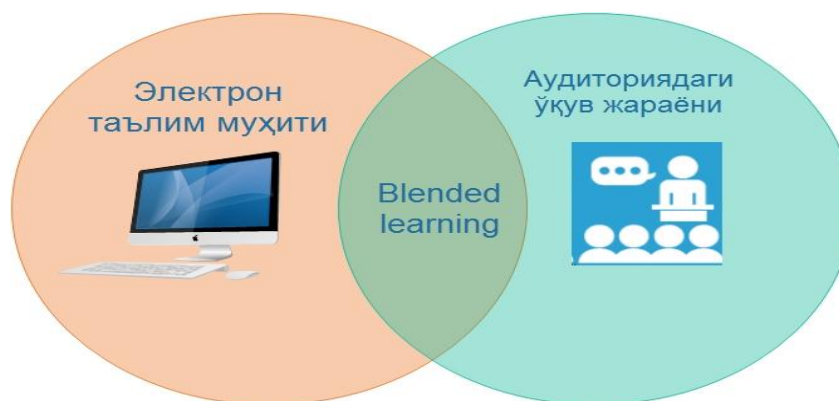 Электрон
таълим муҳити
Blended
learning
Аудиториядаги
ўқув жараёни